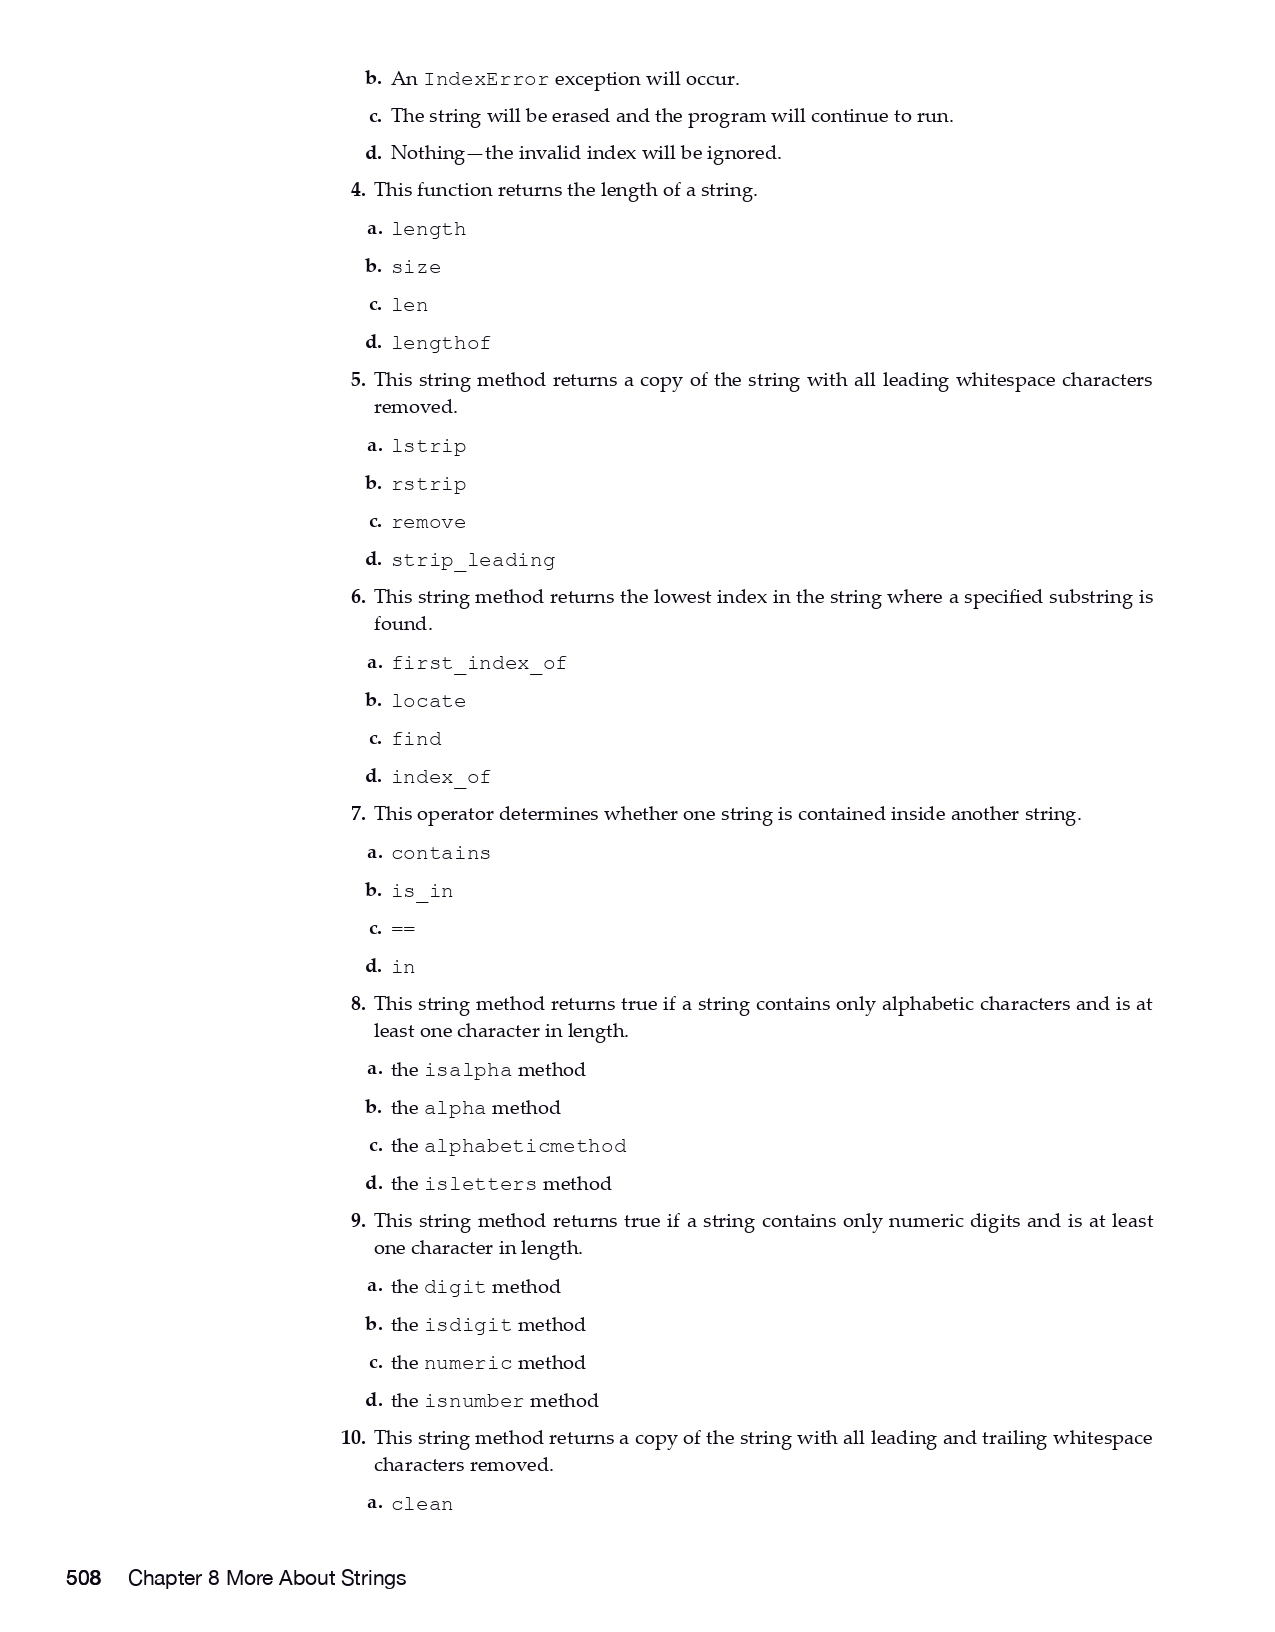 b. An IndexError exception will occur.
c. The string will be erased and the program will continue to run.
d. Nothing—the invalid index will be ignored.
4. This function returns the length of a string.
a. length
b. size
c. len
d. lengthof
5. This string method returns a copy of the string with all leading whitespace characters
removed.
a. lstrip
b. rstrip
c. remove
d. strip_leading
6. This string method returns the lowest index in the string where a specified substring is
found.
a. first_index_of
b. locate
c. find
d. index_of
7. This operator determines whether one string is contained inside another string.
a. contains
b. is_in
c. ==
d. in
8. This string method returns true if a string contains only alphabetic characters and is at
least one character in length.
a. the isalpha method
b. the alpha method
c. the alphabeticmethod
d. the isletters method
9. This string method returns true if a string contains only numeric digits and is at least
one character in length.
a. the digit method
b. the isdigit method
c. the numeric method
d. the isnumber method
10. This string method returns a copy of the string with all leading and trailing whitespace
characters removed.
a. clean
508 Chapter 8 More About Strings